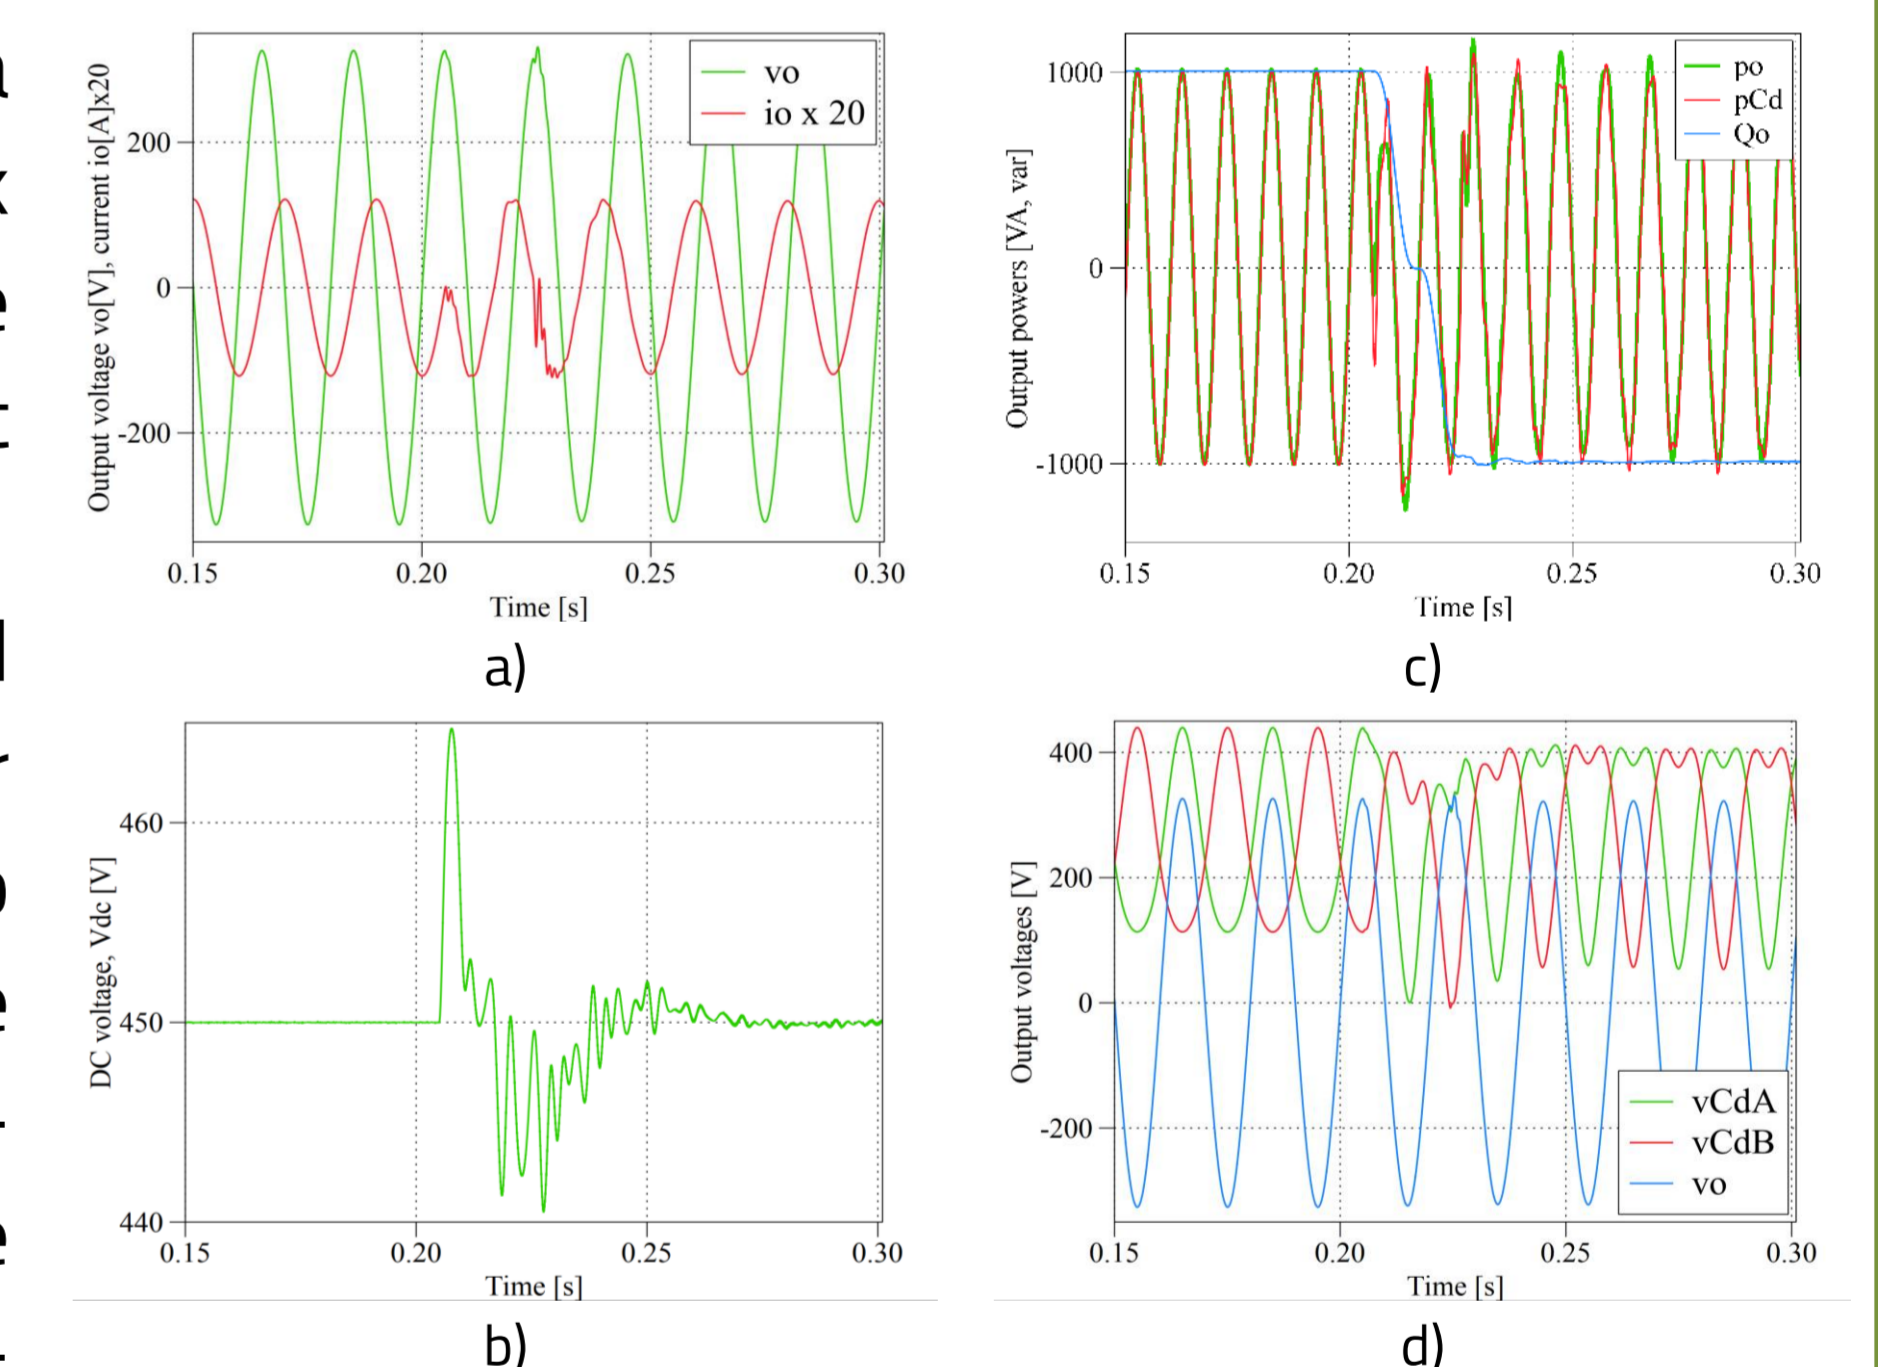 Output voltage vo[V], current io[A]x20
200
0
-200
vo
io x 20
0.15 0.20 0.25 0.30
Time [s]
a)
Output powers [VA, var]
1000
0
-1000
po
pCd
Qo
0.15 0.20 0.25 0.30
Time [s]
c)
DC voltage, Vdc [V]
460
450
440
0.15 0.20 0.25 0.30
Time [s]
b)
Output voltages [V]
400
200
0
-200
vCdA
vCdB
vo
0.15 0.20 0.25 0.30
Time [s]
d)